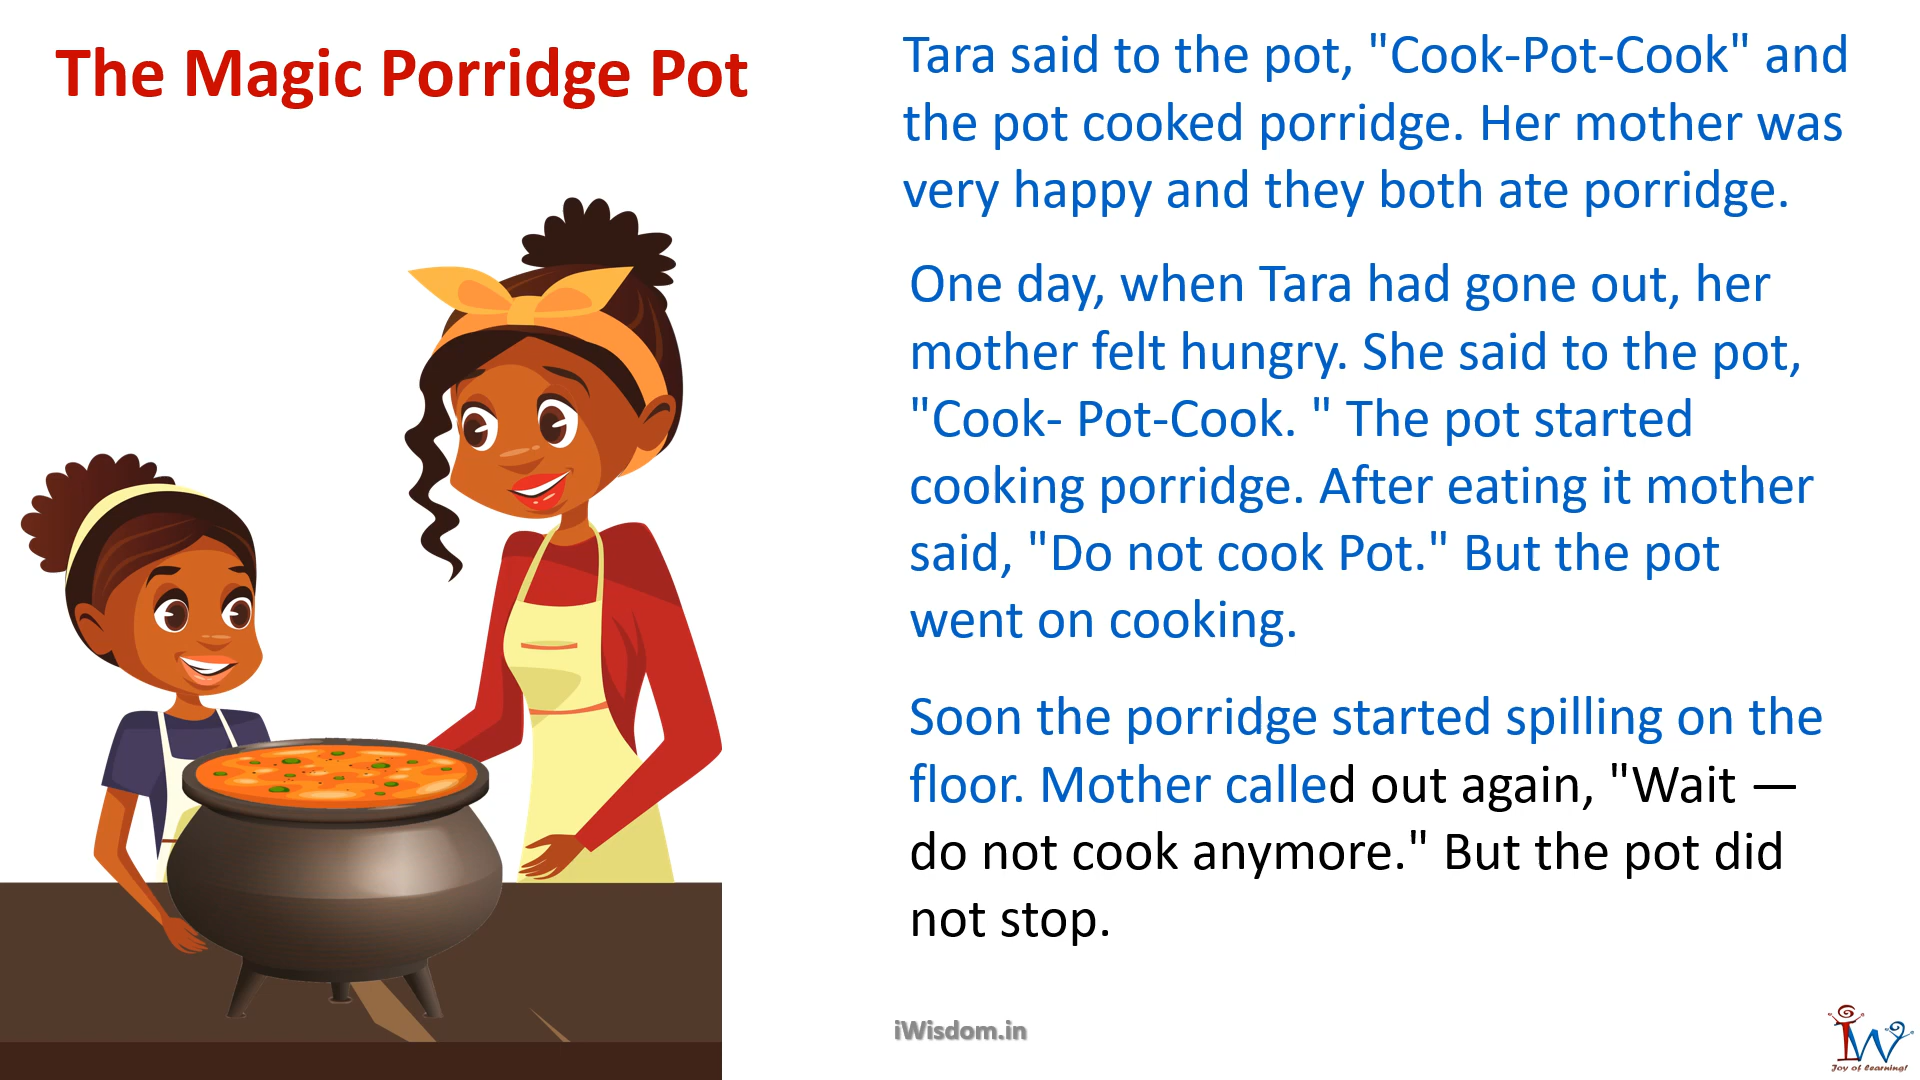 The Magic Porridge Pot
Tara said to the pot, "Cook-Pot-Cook" and
the pot cooked porridge. Her mother was
very happy and they both ate porridge.
One day, when Tara had gone out, her
mother felt hungry. She said to the pot,
"Cook- Pot-Cook. " The pot started
cooking porridge. After eating it mother
said, "Do not cook Pot." But the pot
went on cooking.
Soon the porridge started spilling on the
floor. Mother called out again, "Wait —
do not cook anymore." But the pot did
not stop.
iWisdom.in
iW
Joy of learning!